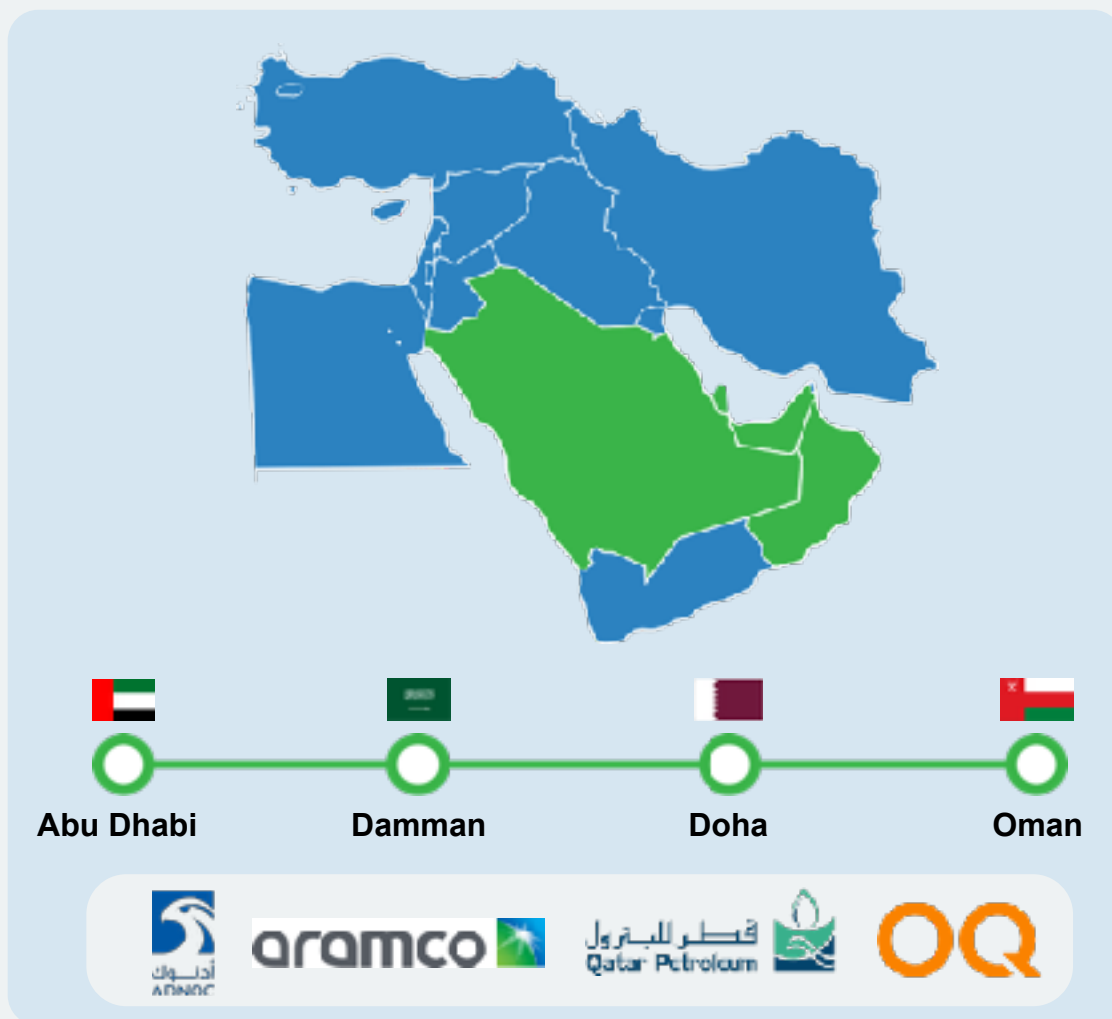 Abu Dhabi
Damman
Doha
Oman
أدنوك
ADNOC
aramco
قطر للبترول
Qatar Petroleum
OQ